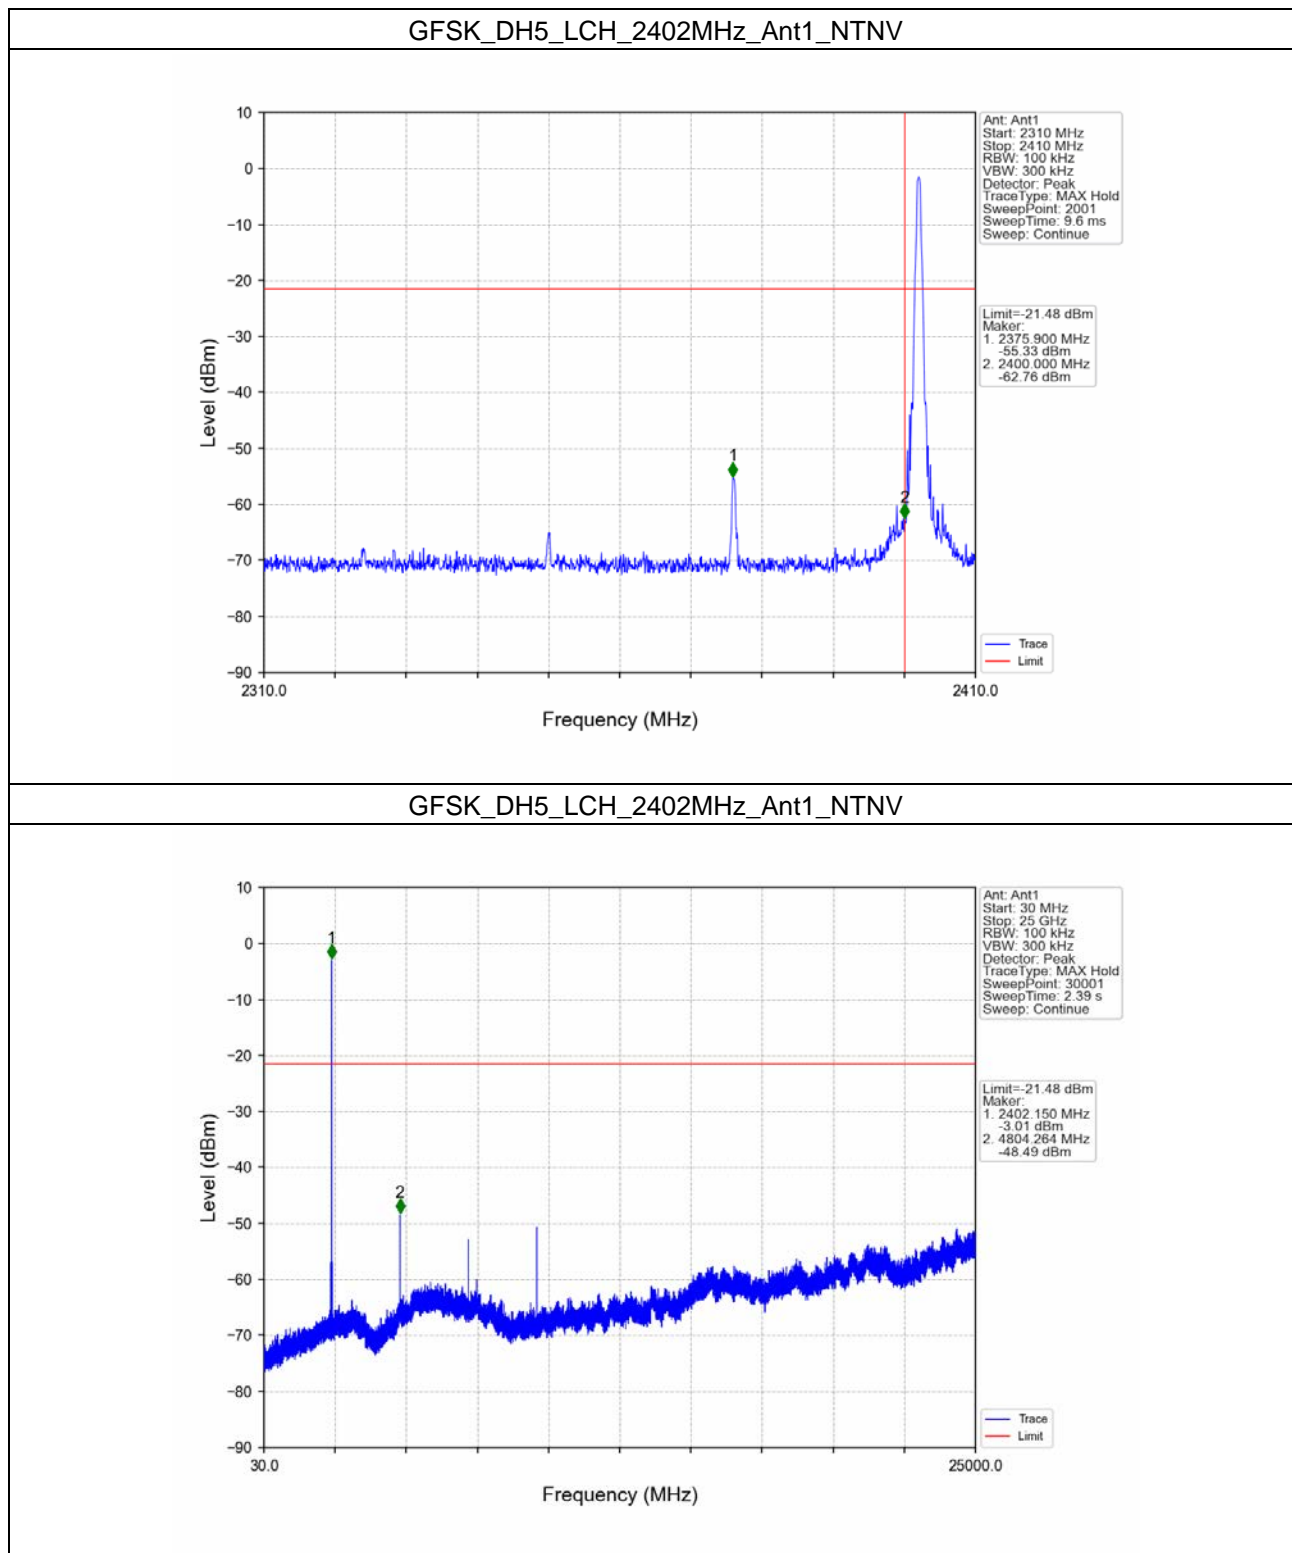 GFSK_DH5_LCH_2402MHz_Ant1_NTNV
10
0
−10
−20
−30
−40
−50
−60
−70
−80
−90
Level (dBm)
2310.0
2410.0
Frequency (MHz)
1
2
Ant: Ant1
Start: 2310 MHz
Stop: 2410 MHz
RBW: 100 kHz
VBW: 300 kHz
Detector: Peak
TraceType: MAX Hold
SweepPoint: 2001
SweepTime: 9.6 ms
Sweep: Continue
Limit=-21.48 dBm
Maker:
1. 2375.900 MHz
-55.33 dBm
2. 2400.000 MHz
-62.76 dBm
Trace
Limit
GFSK_DH5_LCH_2402MHz_Ant1_NTNV
10
0
−10
−20
−30
−40
−50
−60
−70
−80
−90
Level (dBm)
30.0
25000.0
Frequency (MHz)
1
2
Ant: Ant1
Start: 30 MHz
Stop: 25 GHz
RBW: 100 kHz
VBW: 300 kHz
Detector: Peak
TraceType: MAX Hold
SweepPoint: 30001
SweepTime: 2.39 s
Sweep: Continue
Limit=-21.48 dBm
Maker:
1. 2402.150 MHz
-3.01 dBm
2. 4804.264 MHz
-48.49 dBm
Trace
Limit